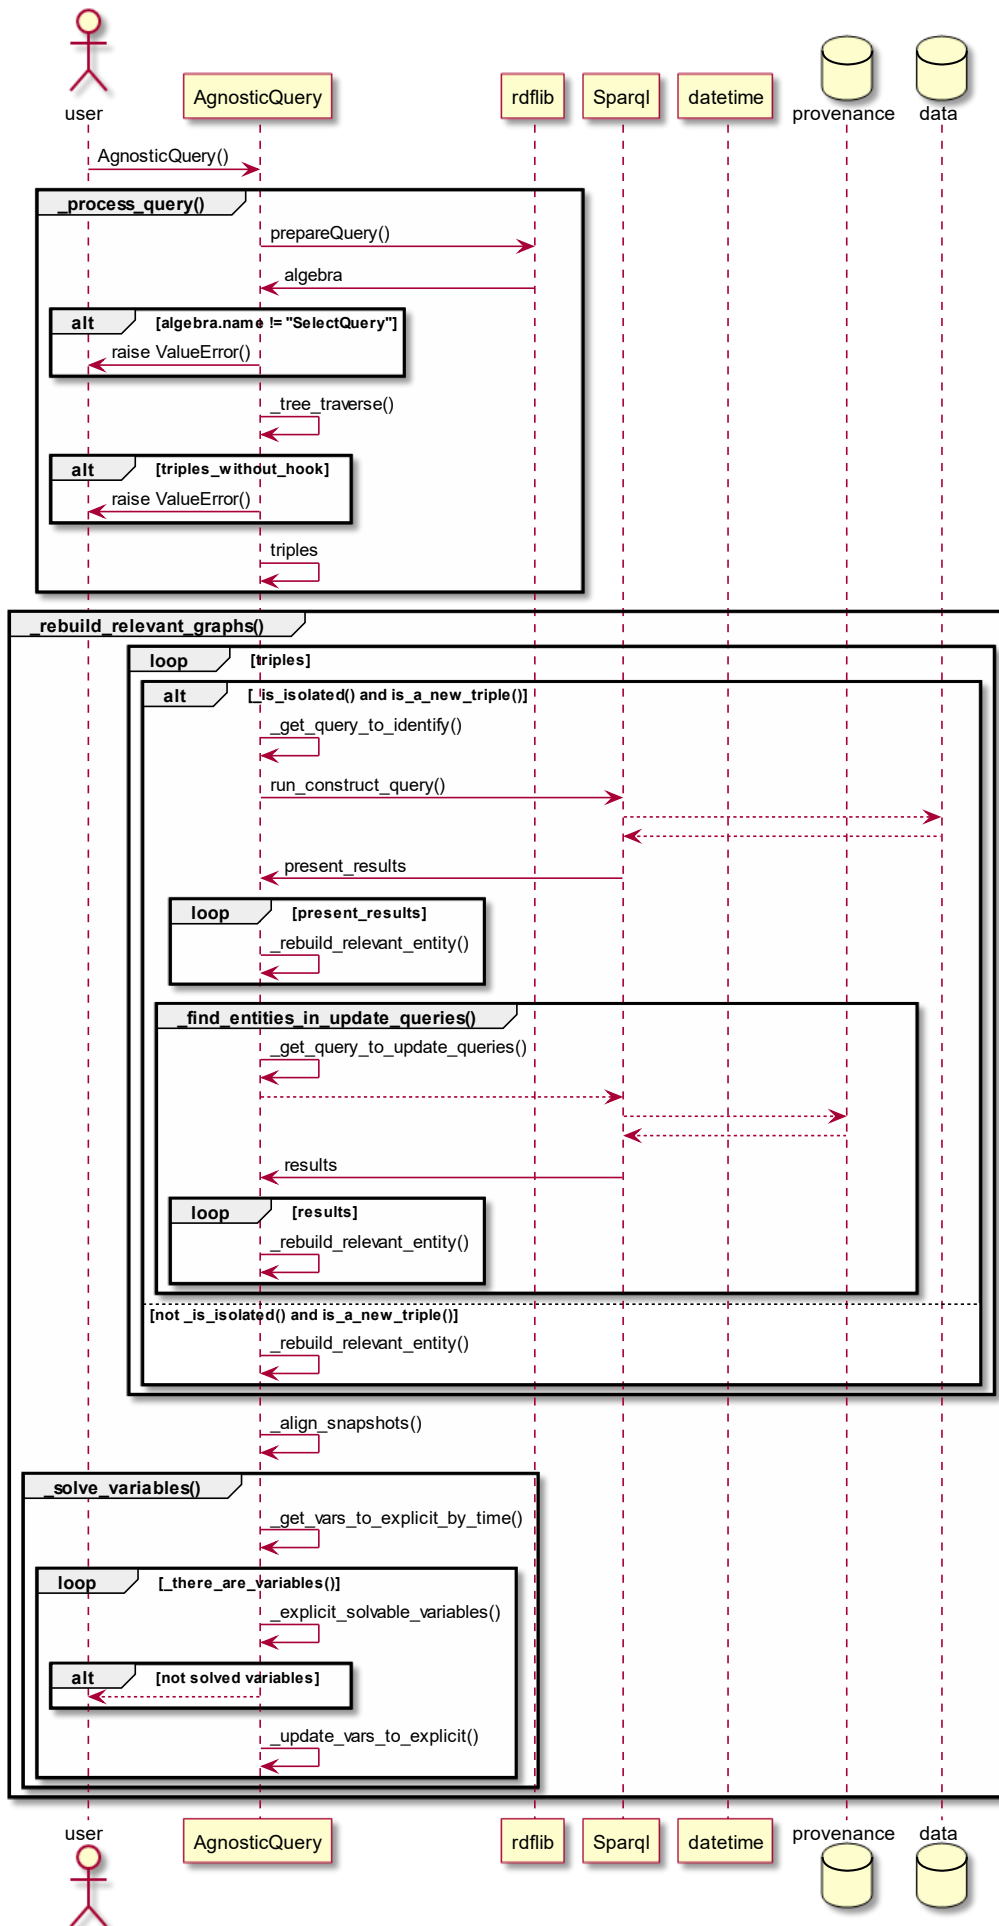 user
AgnosticQuery
rdflib
Sparql
datetime
provenance
data
AgnosticQuery()
_process_query()
prepareQuery()
algebra
alt [algebra.name != "SelectQuery"]
raise ValueError()
_tree_traverse()
alt [triples_without_hook]
raise ValueError()
triples
_rebuild_relevant_graphs()
loop [triples]
alt [_is_isolated() and is_a_new_triple()]
_get_query_to_identify()
run_construct_query()
present_results
loop [present_results]
_rebuild_relevant_entity()
_find_entities_in_update_queries()
_get_query_to_update_queries()
results
loop [results]
_rebuild_relevant_entity()
[not _is_isolated() and is_a_new_triple()]
_rebuild_relevant_entity()
_align_snapshots()
_solve_variables()
_get_vars_to_explicit_by_time()
loop [_there_are_variables()]
_explicit_solvable_variables()
alt [not solved variables]
_update_vars_to_explicit()
user
AgnosticQuery
rdflib
Sparql
datetime
provenance
data